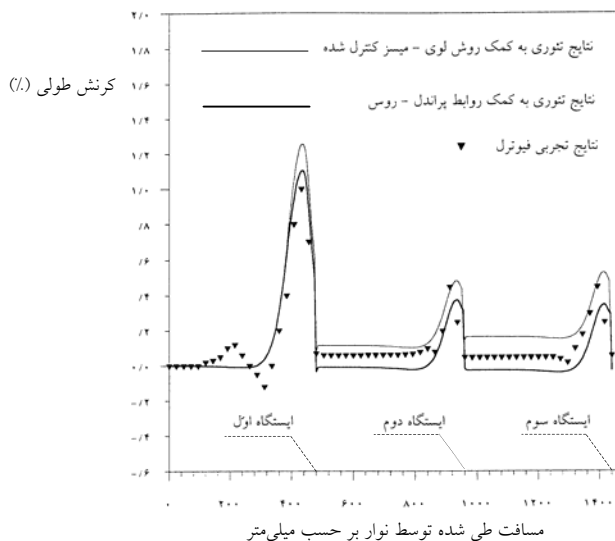 ۲/۰
۱/۸
۱/۶
۱/۴
۱/۲
۱/۰
/۸
/۶
/۴
/۲
۰/۰
-/۲
-/۴
-/۶
کرنش طولی (٪)
نتایج تئوری به کمک روش لوی - میسز کنترل شده
نتایج تئوری به کمک روابط پراندل - روس
نتایج تجربی فیوترل
ایستگاه اوّل
ایستگاه دوم
ایستگاه سوم
۰ ۲۰۰ ۴۰۰ ۶۰۰ ۸۰۰ ۱۰۰۰ ۱۲۰۰ ۱۴۰۰
مسافت طی شده توسط نوار بر حسب میلی‌متر